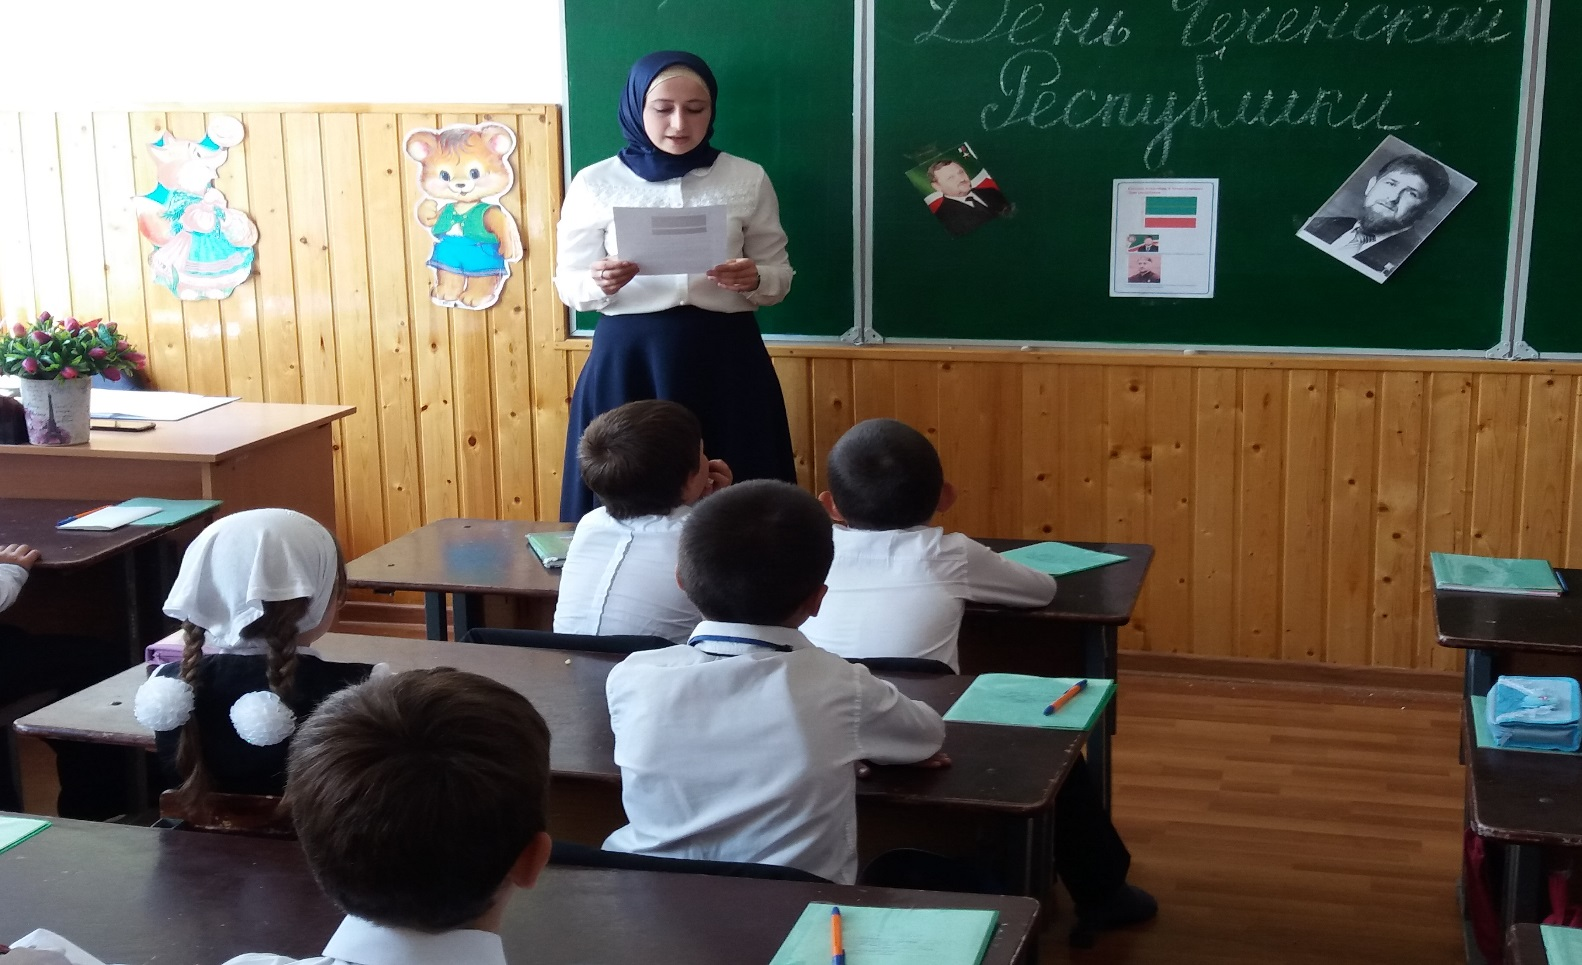 День Чеченской
Республики